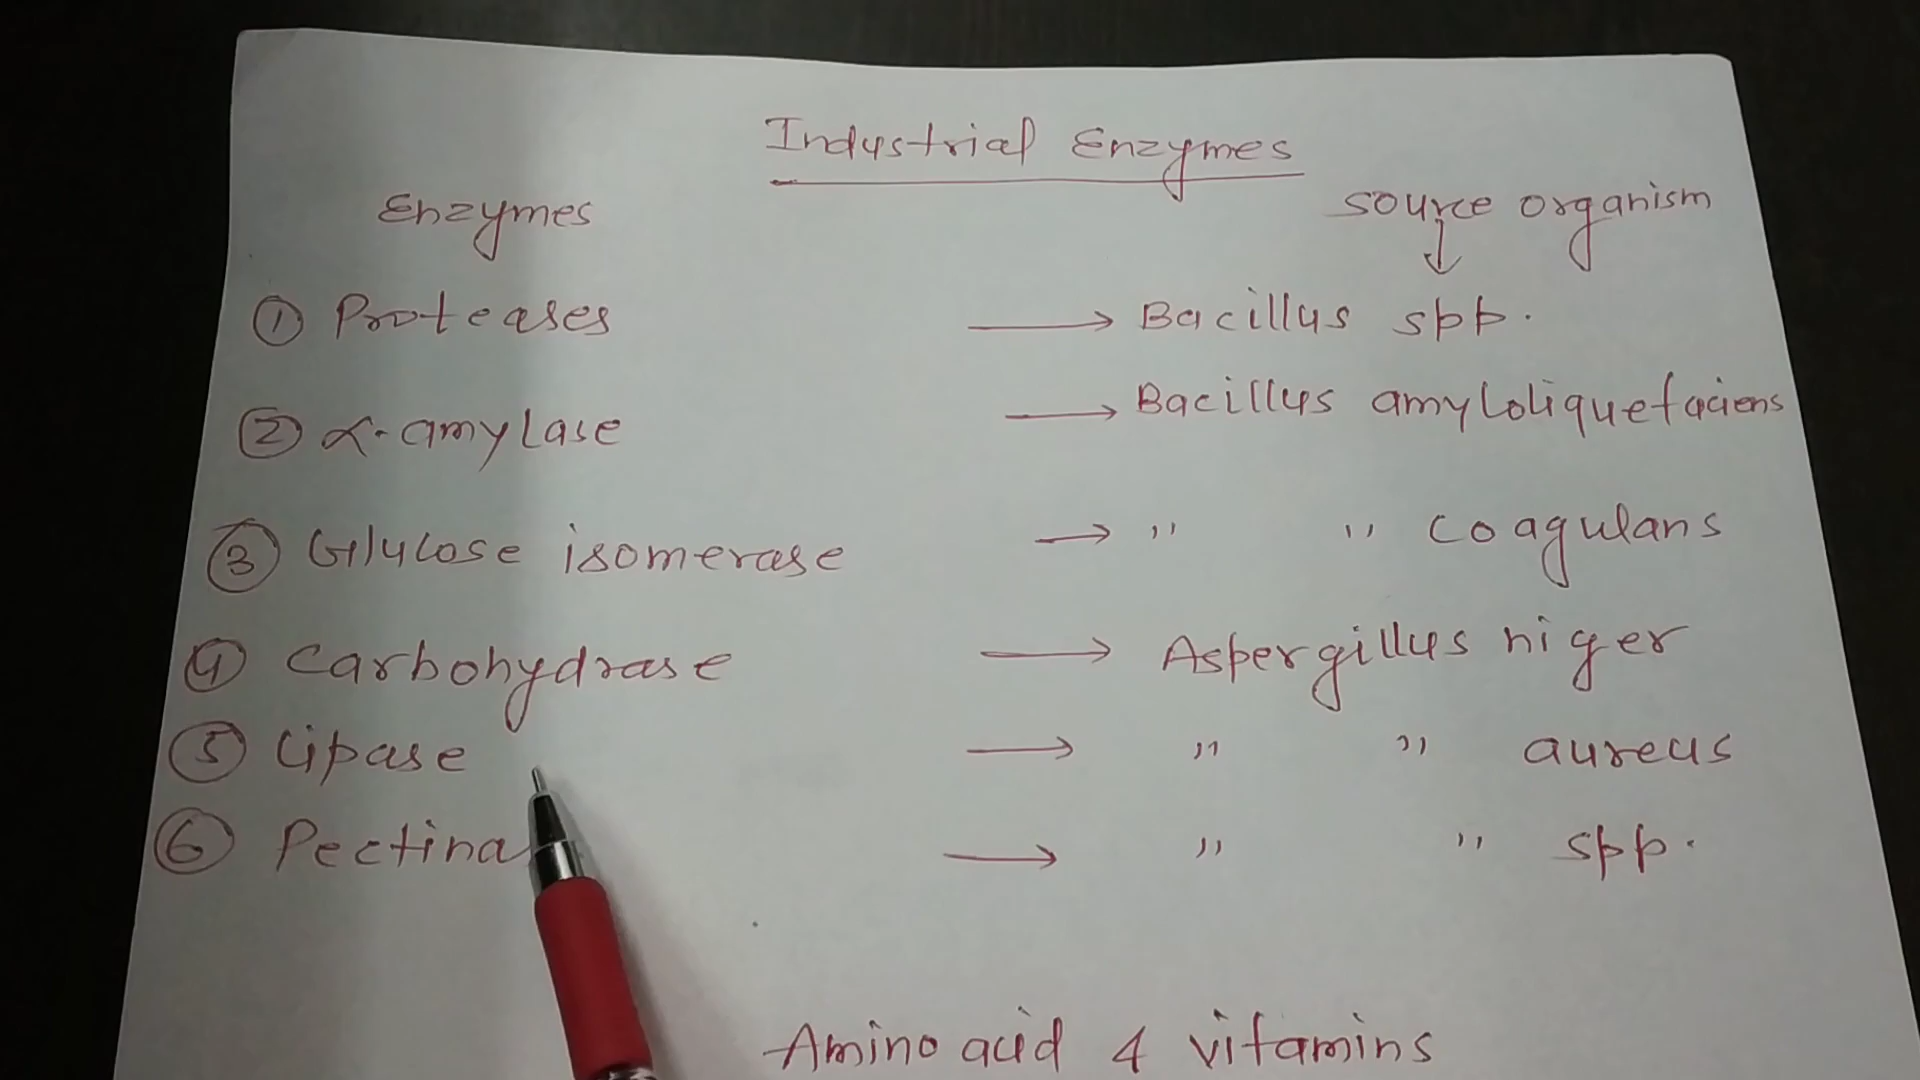 Industrial Enzymes
Enzymes source organism
① Proteases → Bacillus spp.
② α-amylase → Bacillus amyloliquefaciens
③ Glucose isomerase → " " coagulans
④ Carbohydrase → Aspergillus niger
⑤ Lipase → " " aureus
⑥ Pectina → " " spp.
Amino acid & vitamins